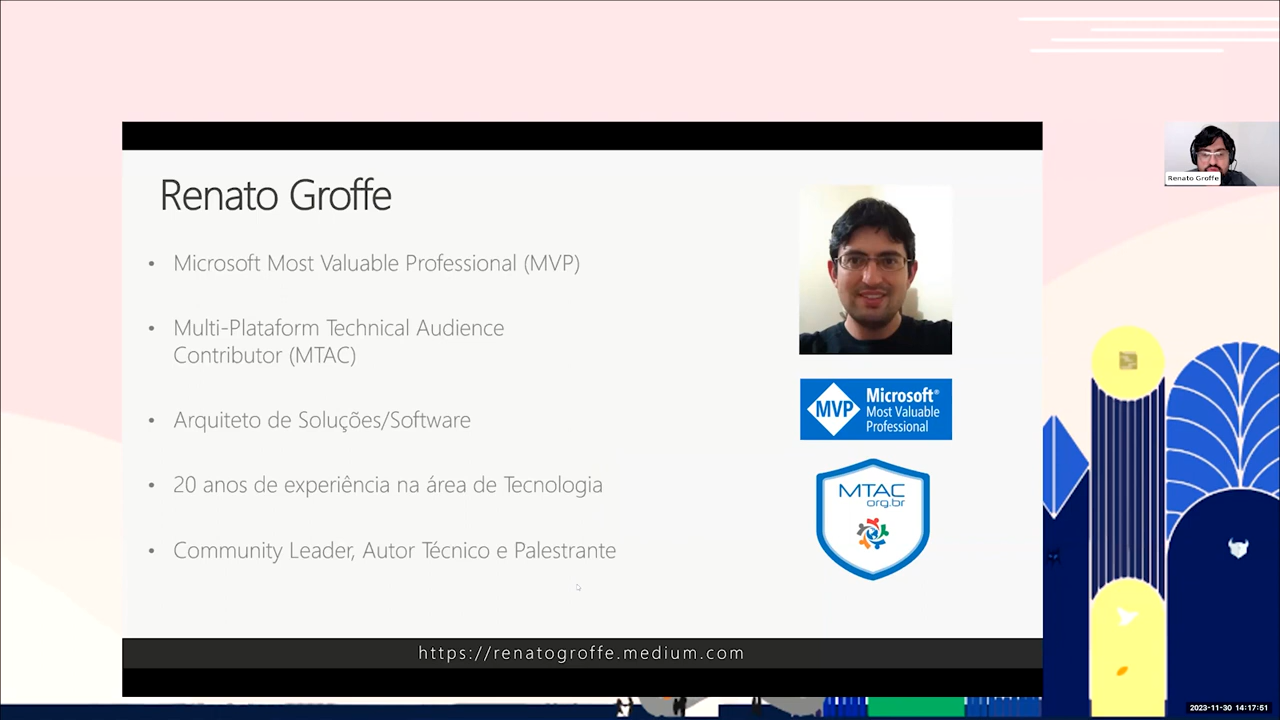 Renato Groffe
• Microsoft Most Valuable Professional (MVP)
• Multi-Plataform Technical Audience
Contributor (MTAC)
• Arquiteto de Soluções/Software
• 20 anos de experiência na área de Tecnologia
• Community Leader, Autor Técnico e Palestrante
MVP
Microsoft®
Most Valuable
Professional
MTAC
org.br
https://renatogroffe.medium.com
Renato Groffe
2023-11-30 14:17:51